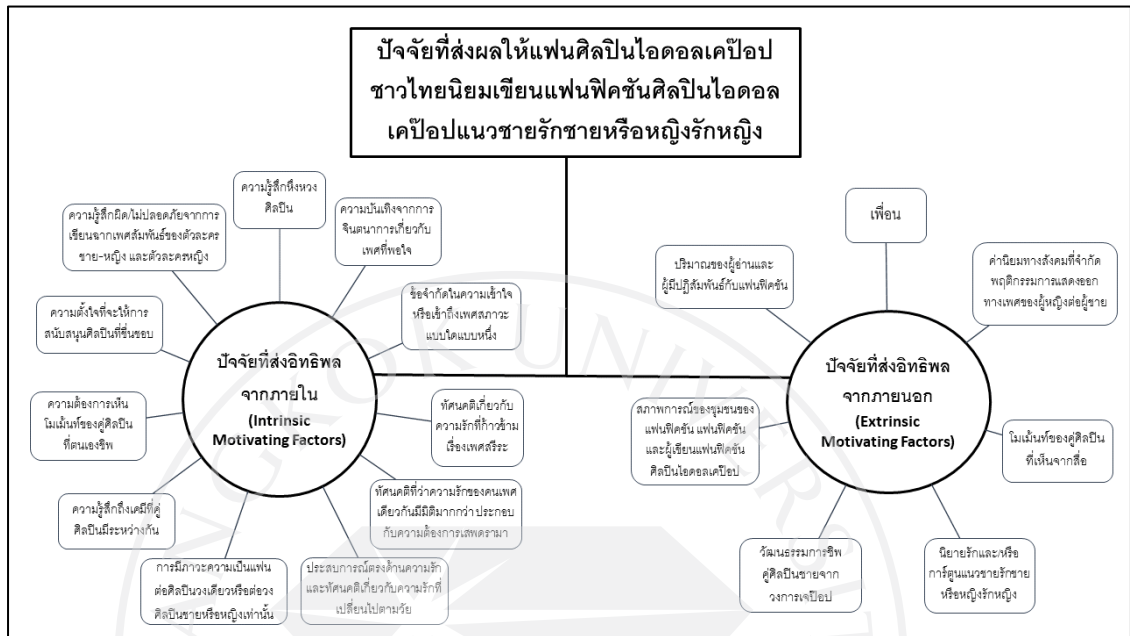 ปัจจัยที่ส่งผลให้แฟนศิลปินไอดอลเคป๊อป
ชาวไทยนิยมเขียนแฟนฟิคชันศิลปินไอดอล
เคป๊อปแนวชายรักชายหรือหญิงรักหญิง
ความรู้สึกหึงหวง
ศิลปิน
ความรู้สึกผิด/ไม่ปลอดภัยจากการ
เขียนฉากเพศสัมพันธ์ของตัวละคร
ชาย-หญิง และตัวละครหญิง
ความบันเทิงจากการ
จินตนาการเกี่ยวกับ
เพศที่พอใจ
ความตั้งใจที่จะให้การ
สนับสนุนศิลปินที่ชื่นชอบ
ข้อจำกัดในความเข้าใจ
หรือเข้าถึงเพศสภาวะ
แบบใดแบบหนึ่ง
ปัจจัยที่ส่งอิทธิพล
จากภายใน
(Intrinsic
Motivating Factors)
ความต้องการเห็น
โมเม้นท์ของคู่ศิลปิน
ที่ตนเองชิพ
ทัศนคติเกี่ยวกับ
ความรักที่ก้าวข้าม
เรื่องเพศสรีระ
ความรู้สึกถึงเคมีที่คู่
ศิลปินมีระหว่างกัน
ทัศนคติที่ว่าความรักของคนเพศ
เดียวกันมีมิติมากกว่า ประกอบ
กับความต้องการเสพดรามา
การมีภาวะความเป็นแฟน
ต่อศิลปินวงเดียวหรือต่อวง
ศิลปินชายหรือหญิงเท่านั้น
ประสบการณ์ตรงด้านความรัก
และทัศนคติเกี่ยวกับความรักที่
เปลี่ยนไปตามวัย
เพื่อน
ปริมาณของผู้อ่านและ
ผู้มีปฏิสัมพันธ์กับแฟนฟิคชัน
ค่านิยมทางสังคมที่จำกัด
พฤติกรรมการแสดงออก
ทางเพศของผู้หญิงต่อผู้ชาย
ปัจจัยที่ส่งอิทธิพล
จากภายนอก
(Extrinsic
Motivating Factors)
สภาพการณ์ของชุมชนของ
แฟนฟิคชัน แฟนฟิคชัน
และผู้เขียนแฟนฟิคชัน
ศิลปินไอดอลเคป๊อป
โมเม้นท์ของคู่ศิลปิน
ที่เห็นจากสื่อ
วัฒนธรรมการชิพ
คู่ศิลปินชายจาก
วงการเจป๊อป
นิยายรักและ/หรือ
การ์ตูนแนวชายรักชาย
หรือหญิงรักหญิง
NGKOK UNIVERSIT